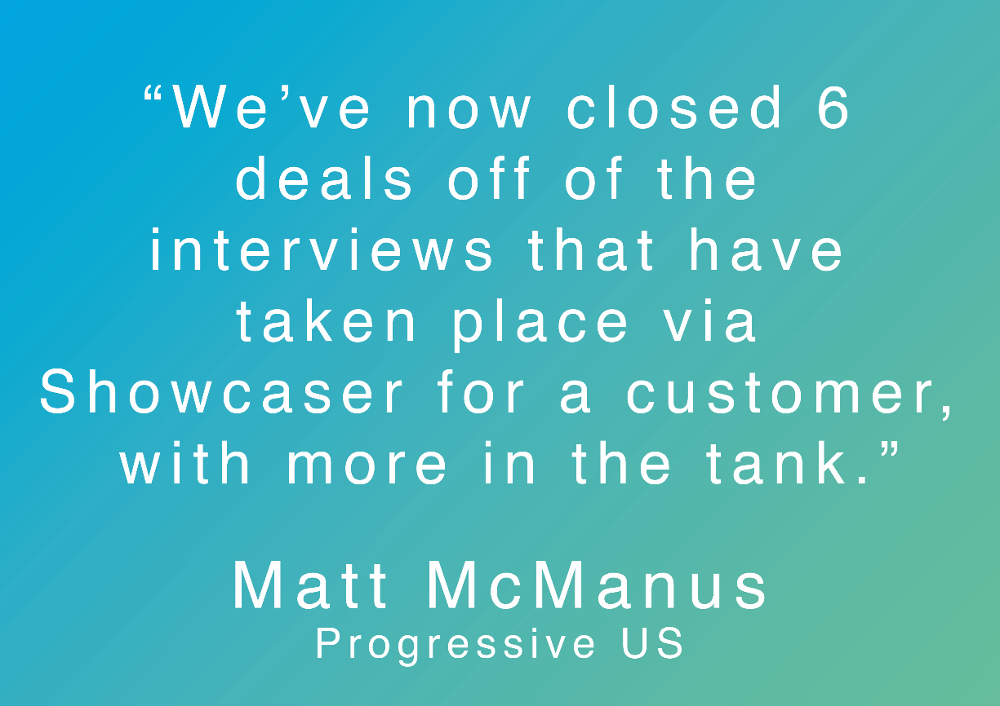 “We’ve now closed 6
deals off of the
interviews that have
taken place via
Showcaser for a customer,
with more in the tank.”
Matt McManus
Progressive US